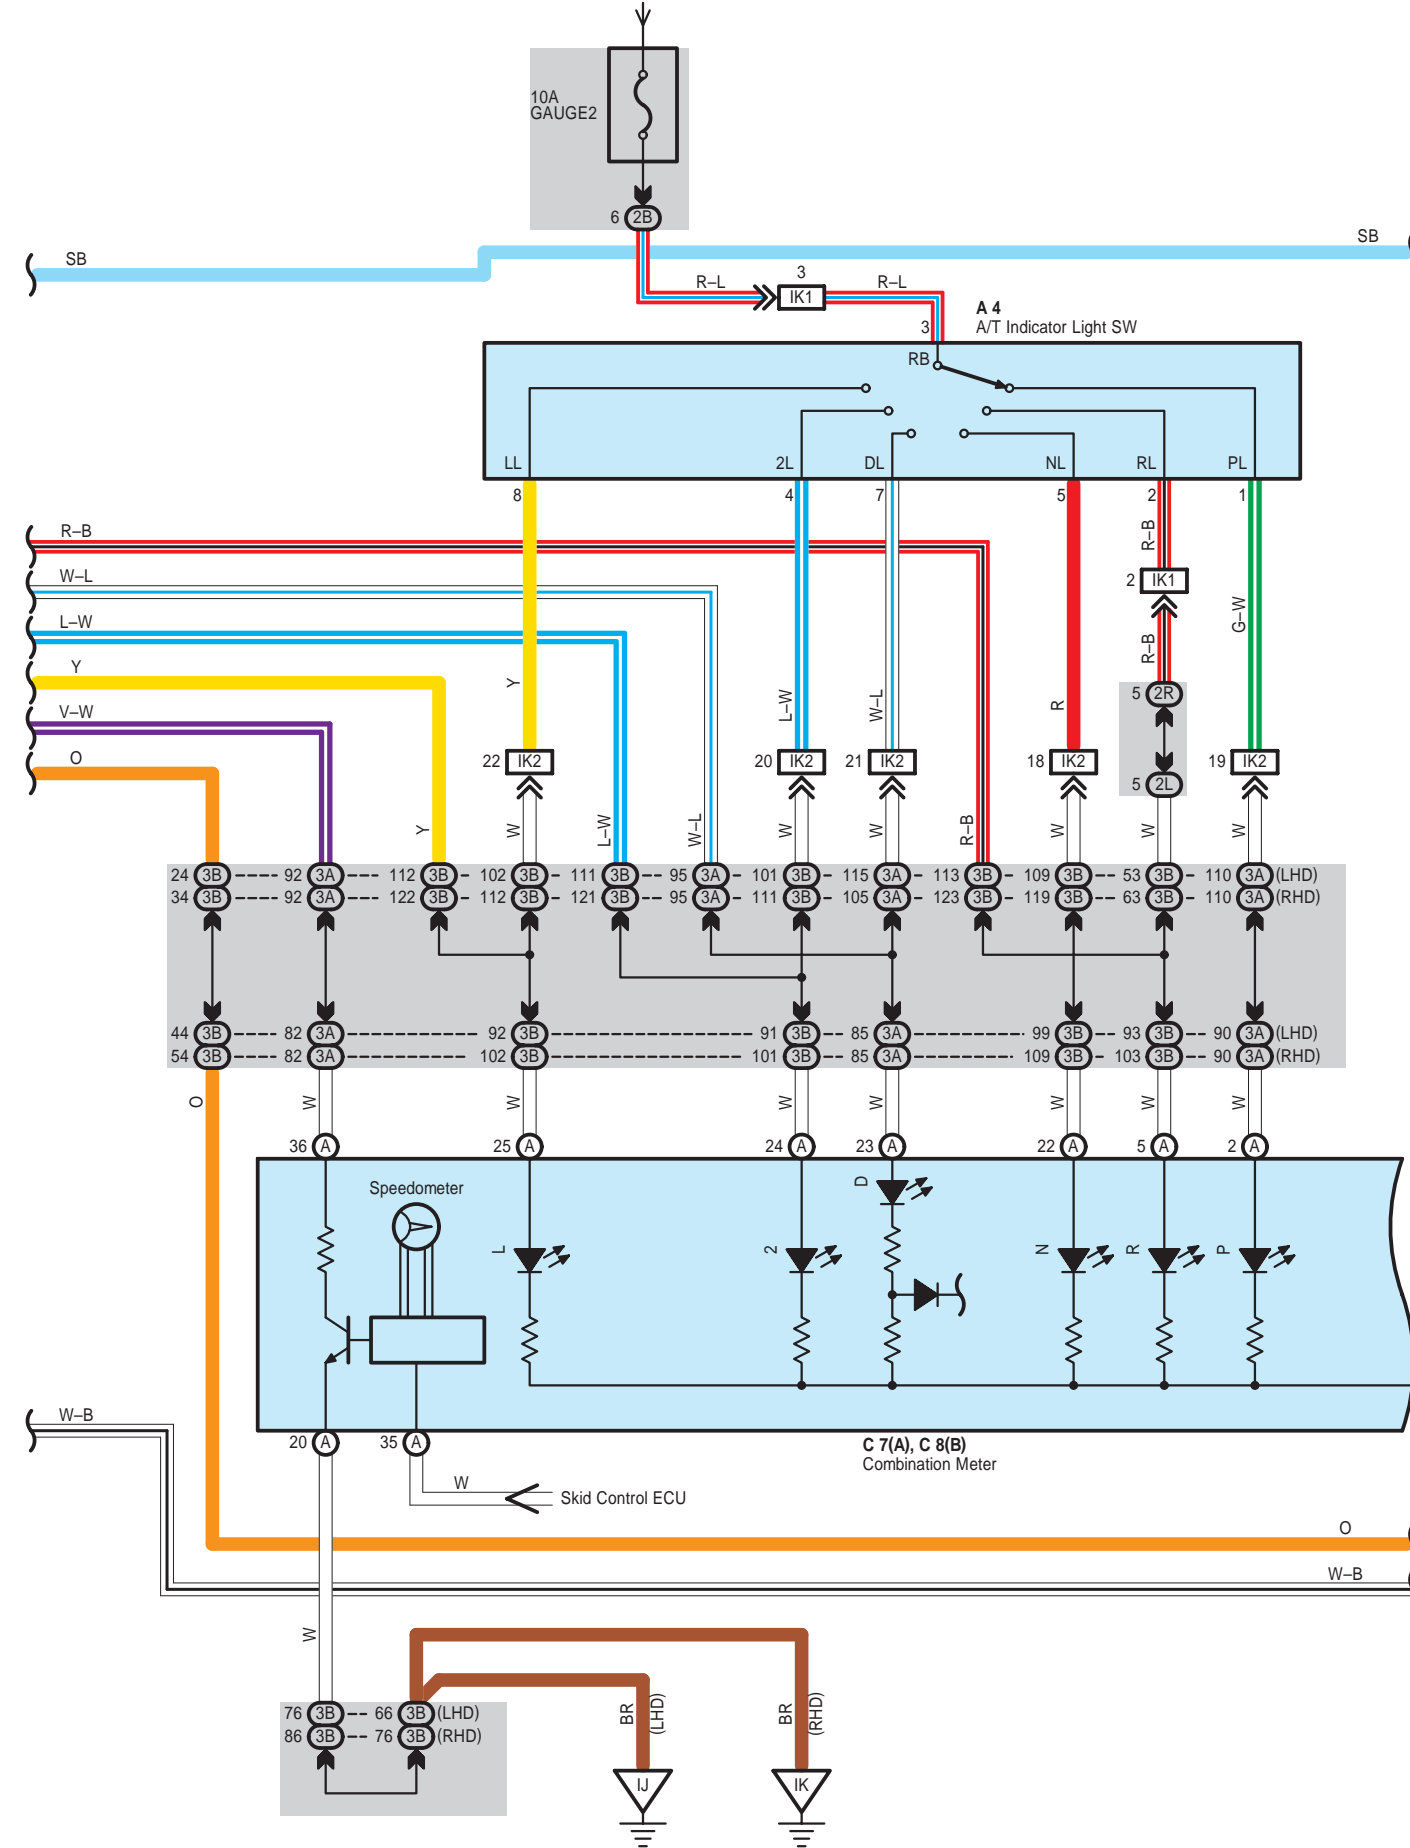 10A
GAUGE2
6 2B
SB
SB
R–L
3
IK1
R–L
A 4
A/T Indicator Light SW
3
RB
LL 2L DL NL RL PL
8 4 7 5 2 1
R–B
W–L
L–W
Y
V–W
O
R–B
2 IK1
R–B
G–W
Y
L–W
W–L
R
5 2R
5 2L
22 IK2
20 IK2
21 IK2
18 IK2
19 IK2
Y
W
L–W
W–L
W
W
R–B
W
W
W
24 3B 92 3A 112 3B 102 3B 111 3B 95 3A 101 3B 115 3A 113 3B 109 3B 53 3B 110 3A (LHD)
34 3B 92 3A 122 3B 112 3B 121 3B 95 3A 111 3B 105 3A 123 3B 119 3B 63 3B 110 3A (RHD)
44 3B 82 3A 92 3B 91 3B 85 3A 99 3B 93 3B 90 3A (LHD)
54 3B 82 3A 102 3B 101 3B 85 3A 109 3B 103 3B 90 3A (RHD)
O W W W W W W W
36 A 25 A 24 A 23 A 22 A 5 A 2 A
Speedometer
D
L 2 N R P
W–B
20 A 35 A
C 7(A), C 8(B)
Combination Meter
W
Skid Control ECU
O
W–B
W
76 3B 66 3B (LHD)
86 3B 76 3B (RHD)
BR
(LHD)
BR
(RHD)
IJ
IK